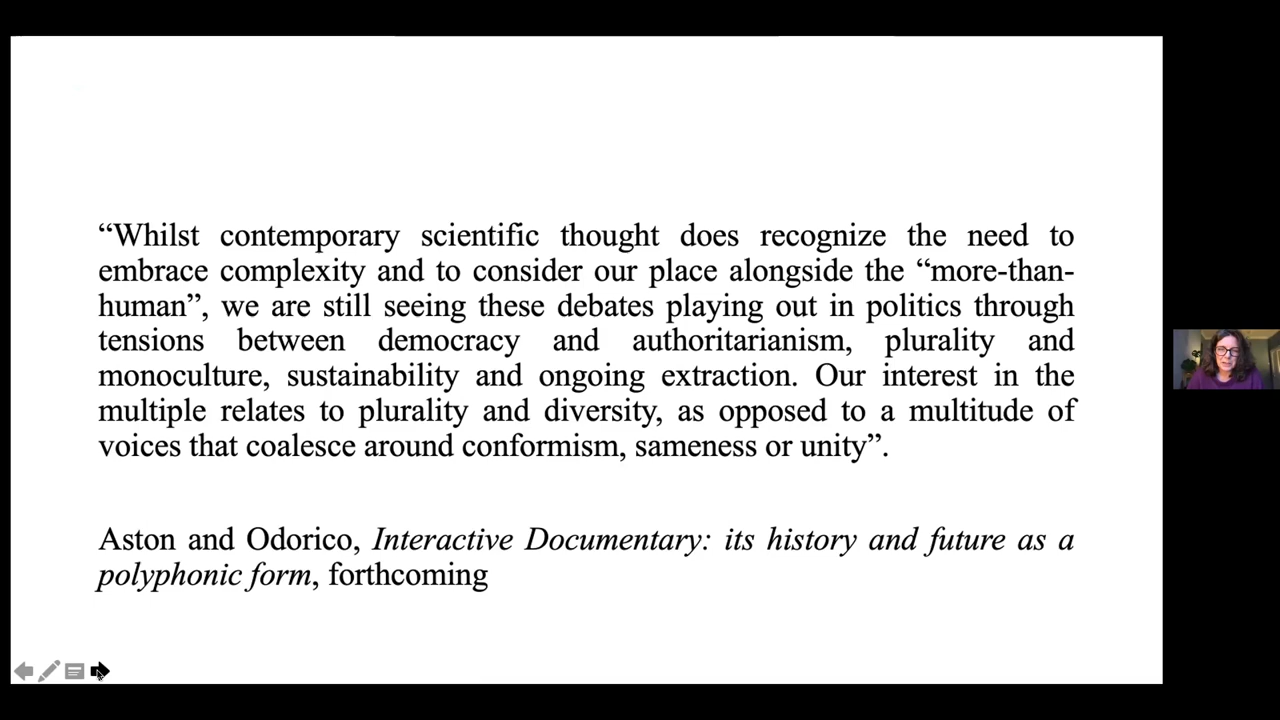 “Whilst contemporary scientific thought does recognize the need to
embrace complexity and to consider our place alongside the “more-than-
human”, we are still seeing these debates playing out in politics through
tensions between democracy and authoritarianism, plurality and
monoculture, sustainability and ongoing extraction. Our interest in the
multiple relates to plurality and diversity, as opposed to a multitude of
voices that coalesce around conformism, sameness or unity”.
Aston and Odorico, Interactive Documentary: its history and future as a
polyphonic form, forthcoming